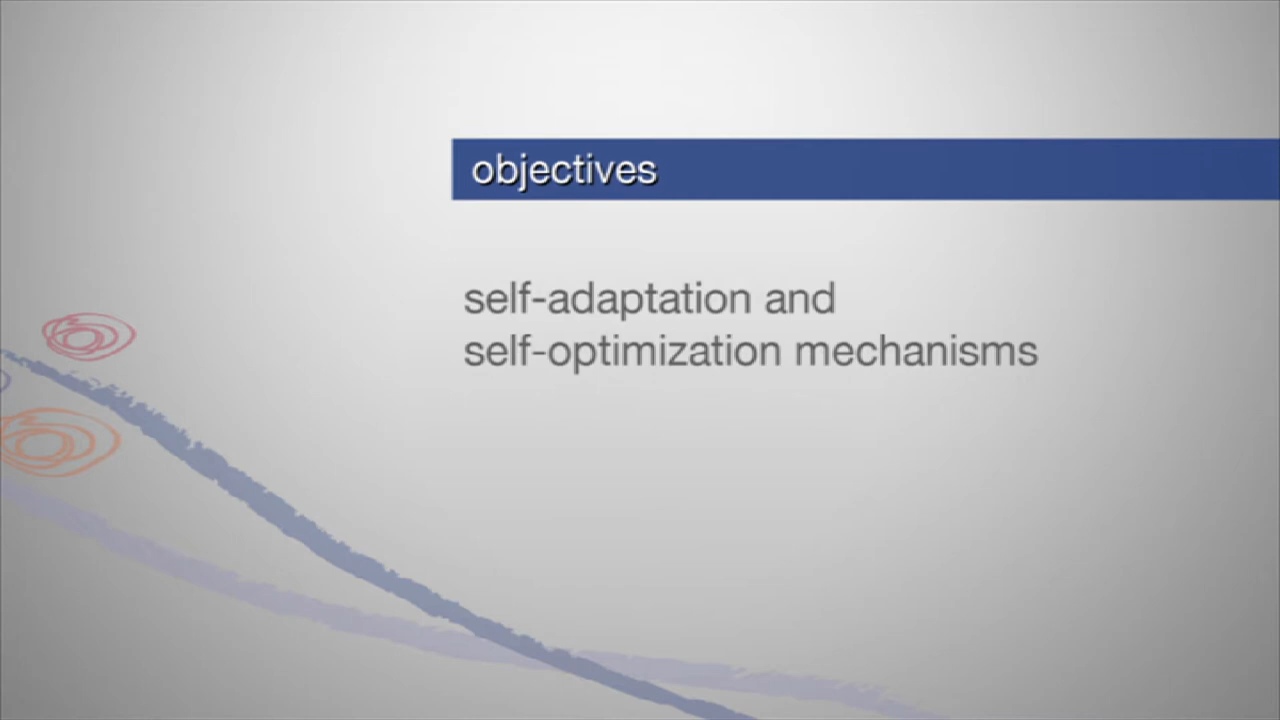 objectives
self-adaptation and
self-optimization mechanisms